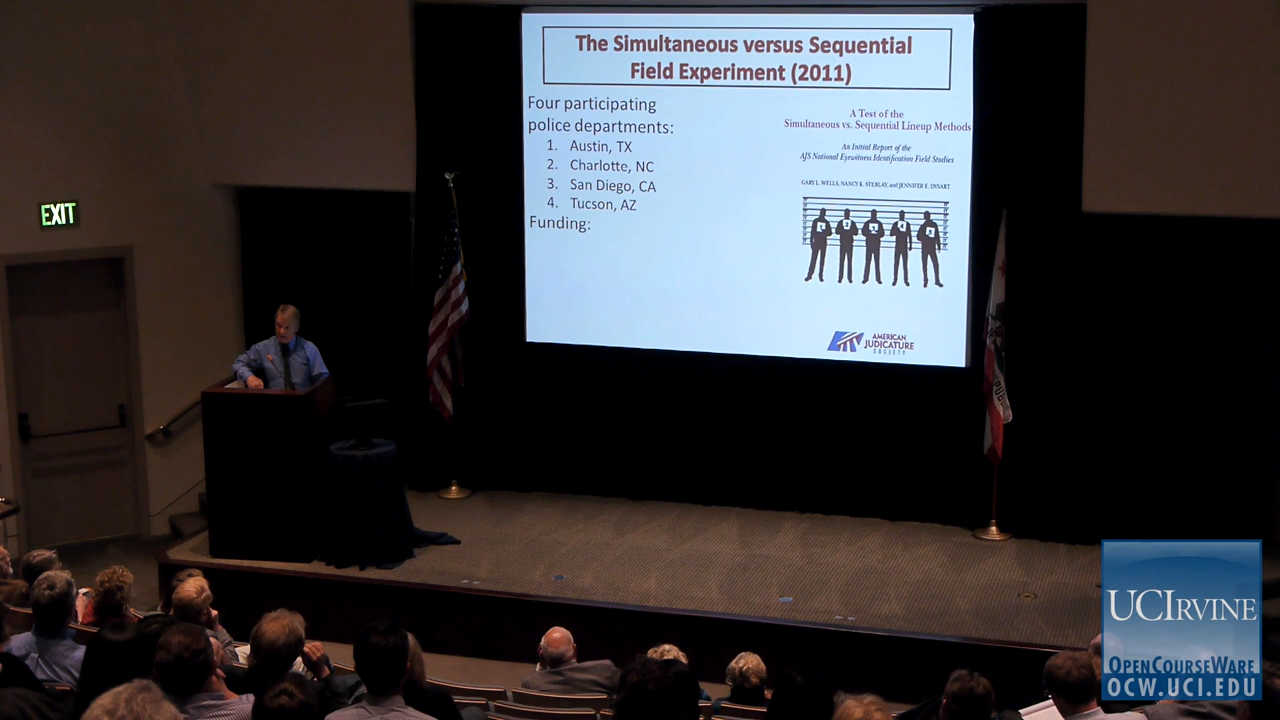 The Simultaneous versus Sequential
Field Experiment (2011)
Four participating
police departments:
1. Austin, TX
2. Charlotte, NC
3. San Diego, CA
4. Tucson, AZ
Funding:
A Test of the
Simultaneous vs. Sequential Lineup Methods
An Initial Report of the
AJS National Eyewitness Identification Field Studies
GARY L. WELLS, NANCY K. STEBLAY, and JENNIFER E. DYSART
AMERICAN
JUDICATURE
SOCIETY
EXIT
UCIRVINE
OPENCOURSEWARE
OCW.UCI.EDU